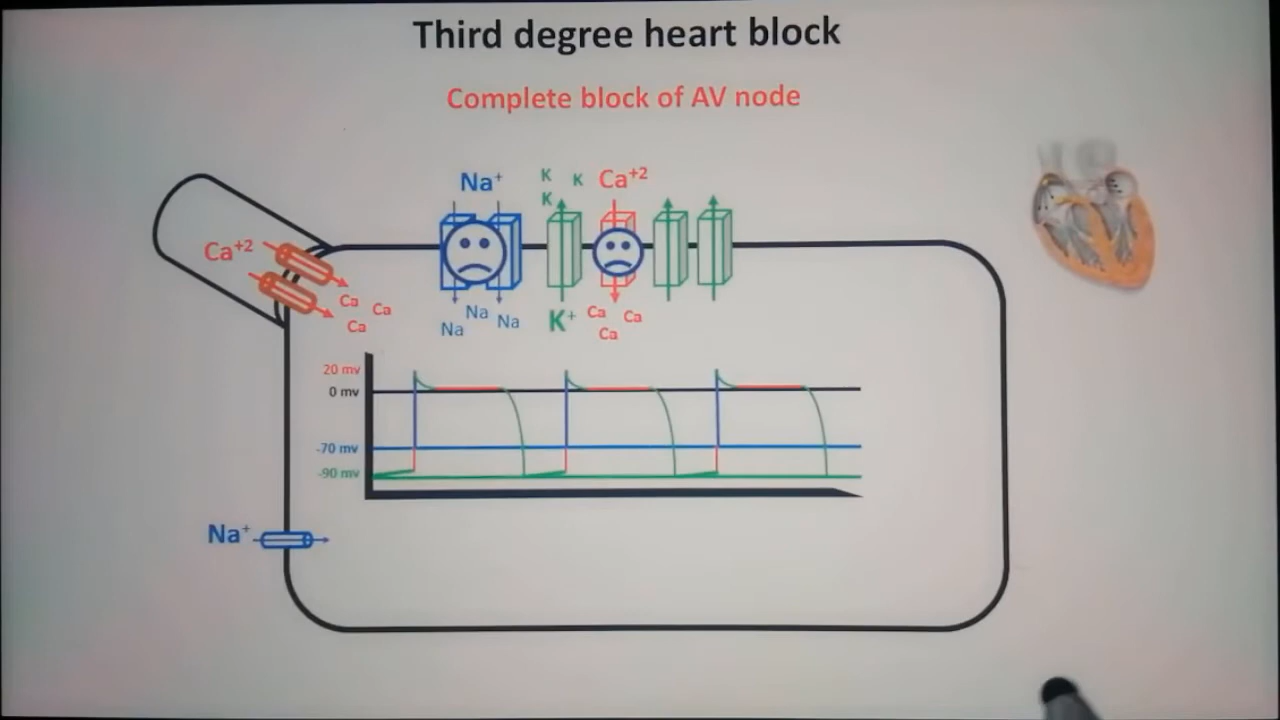 Third degree heart block
Complete block of AV node
Na⁺
K
K
K
Ca⁺²
Ca⁺²
Ca
Ca
Ca
Na
Na
Na
K⁺
Ca
Ca
Ca
20 mv
0 mv
-70 mv
-90 mv
Na⁺